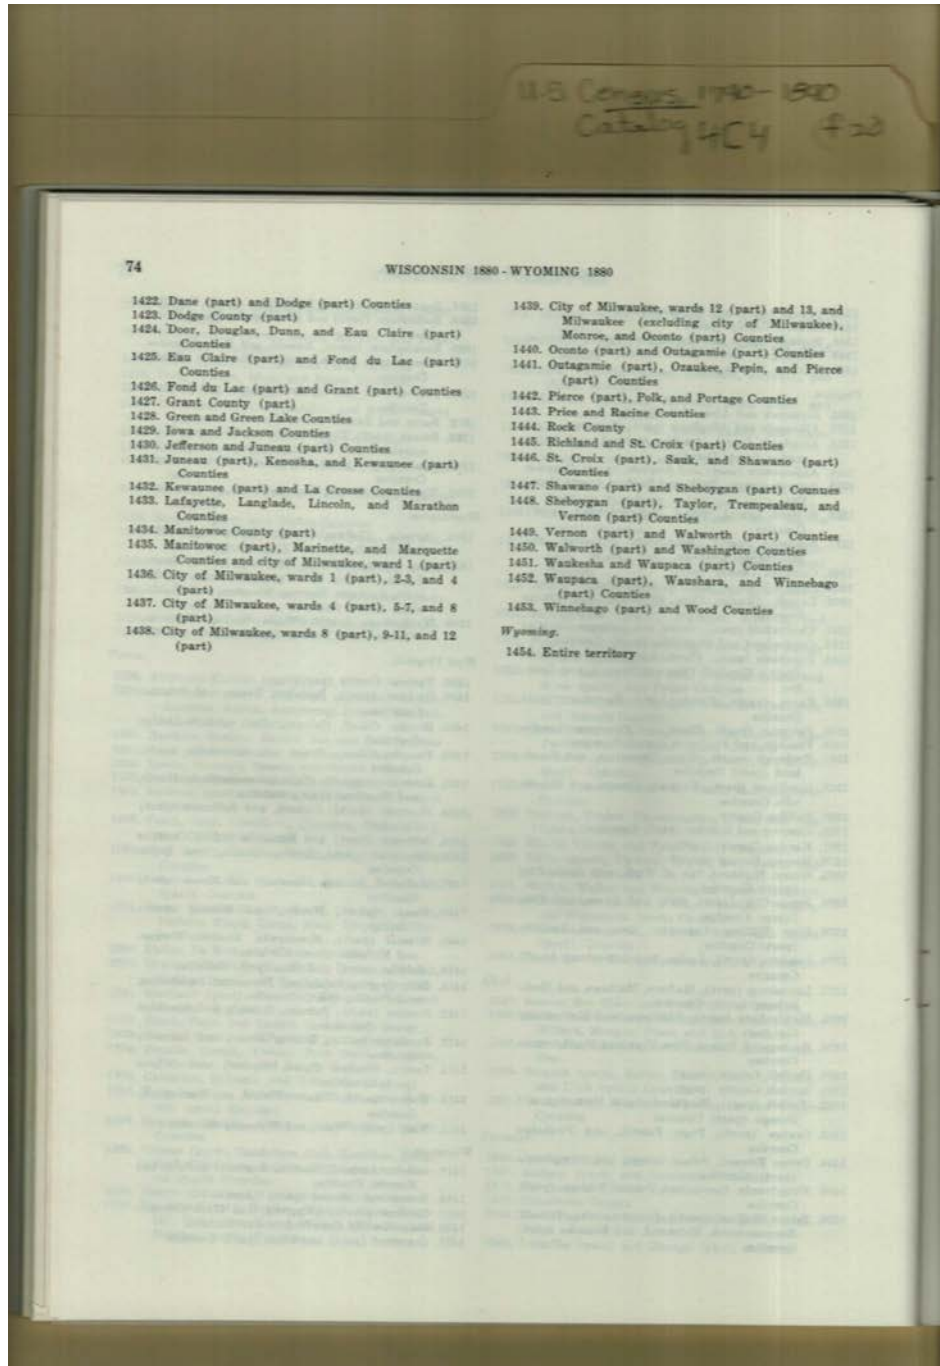 U.S. Census, 1790-1890
Catalog 4C4 f=23
74
WISCONSIN 1880 - WYOMING 1880
1422. Dane (part) and Dodge (part) Counties
1423. Dodge County (part)
1424. Door, Douglas, Dunn, and Eau Claire (part)
Counties
1425. Eau Claire (part) and Fond du Lac (part)
Counties
1426. Fond du Lac (part) and Grant (part) Counties
1427. Grant County (part)
1428. Green and Green Lake Counties
1429. Iowa and Jackson Counties
1430. Jefferson and Juneau (part) Counties
1431. Juneau (part), Kenosha, and Kewaunee (part)
Counties
1432. Kewaunee (part) and La Crosse Counties
1433. Lafayette, Langlade, Lincoln, and Marathon
Counties
1434. Manitowoc County (part)
1435. Manitowoc (part), Marinette, and Marquette
Counties and city of Milwaukee, ward 1 (part)
1436. City of Milwaukee, wards 1 (part), 2-3, and 4
(part)
1437. City of Milwaukee, wards 4 (part), 5-7, and 8
(part)
1438. City of Milwaukee, wards 8 (part), 9-11, and 12
(part)
1439. City of Milwaukee, wards 12 (part) and 13, and
Milwaukee (excluding city of Milwaukee),
Monroe, and Oconto (part) Counties
1440. Oconto (part) and Outagamie (part) Counties
1441. Outagamie (part), Ozaukee, Pepin, and Pierce
(part) Counties
1442. Pierce (part), Polk, and Portage Counties
1443. Price and Racine Counties
1444. Rock County
1445. Richland and St. Croix (part) Counties
1446. St. Croix (part), Sauk, and Shawano (part)
Counties
1447. Shawano (part) and Sheboygan (part) Counties
1448. Sheboygan (part), Taylor, Trempealeau, and
Vernon (part) Counties
1449. Vernon (part) and Walworth (part) Counties
1450. Walworth (part) and Washington Counties
1451. Waukesha and Waupaca (part) Counties
1452. Waupaca (part), Waushara, and Winnebago
(part) Counties
1453. Winnebago (part) and Wood Counties
Wyoming.
1454. Entire territory